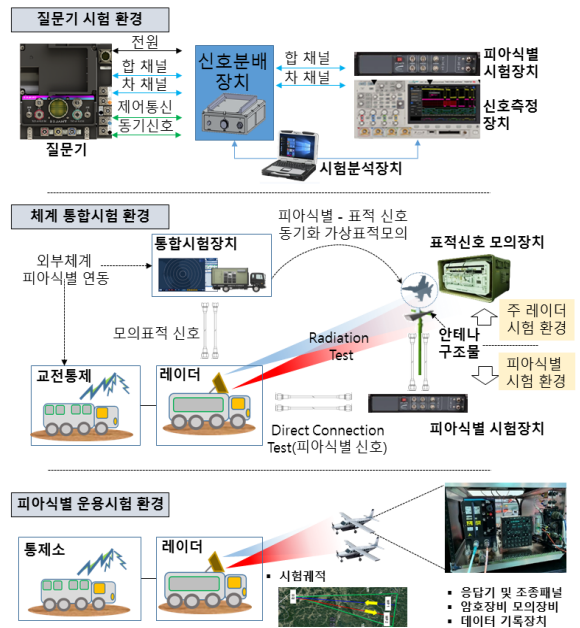 질문기 시험 환경
전원
합 채널
차 채널
제어통신
동기신호
질문기
신호분배
장치
합 채널
차 채널
피아식별
시험장치
신호측정
장치
시험분석장치
체계 통합시험 환경
외부체계
피아식별 연동
통합시험장치
피아식별 - 표적 신호
동기화 가상표적모의
표적신호 모의장치
모의표적 신호
Radiation
Test
안테나
구조물
주 레이더
시험 환경
피아식별
시험 환경
교전통제
레이더
Direct Connection
Test(피아식별 신호)
피아식별 시험장치
피아식별 운용시험 환경
통제소
레이더
▪ 시험궤적
▪ 응답기 및 조종패널
▪ 암호장비 모의장비
▪ 데이터 기록장치